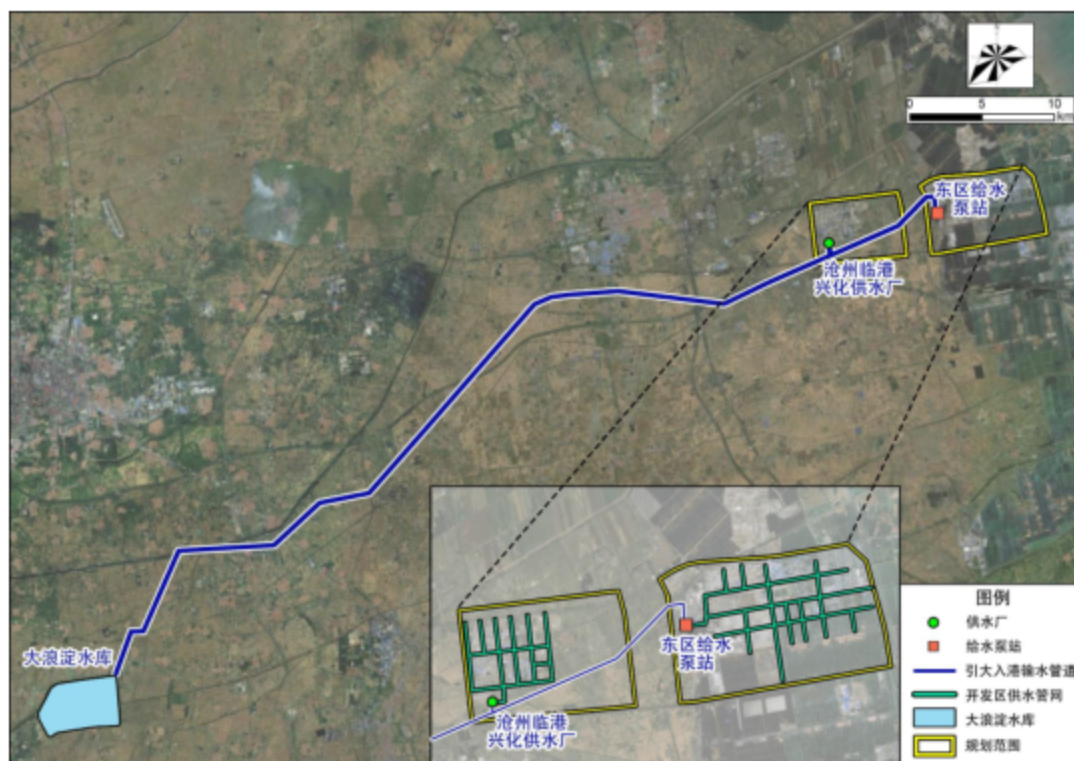 0 5 10
km
东区给水
泵站
沧州临港
兴化供水厂
大浪淀水库
东区给水
泵站
沧州临港
兴化供水厂
图例
供水厂
给水泵站
引大入港输水管道
开发区供水管网
大浪淀水库
规划范围